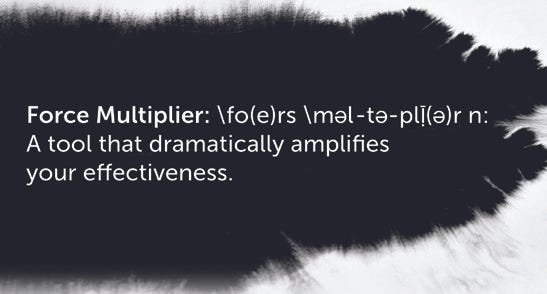 Force Multiplier: \fo(e)rs \məl-tə-plī(ə)r n:
A tool that dramatically amplifies
your effectiveness.